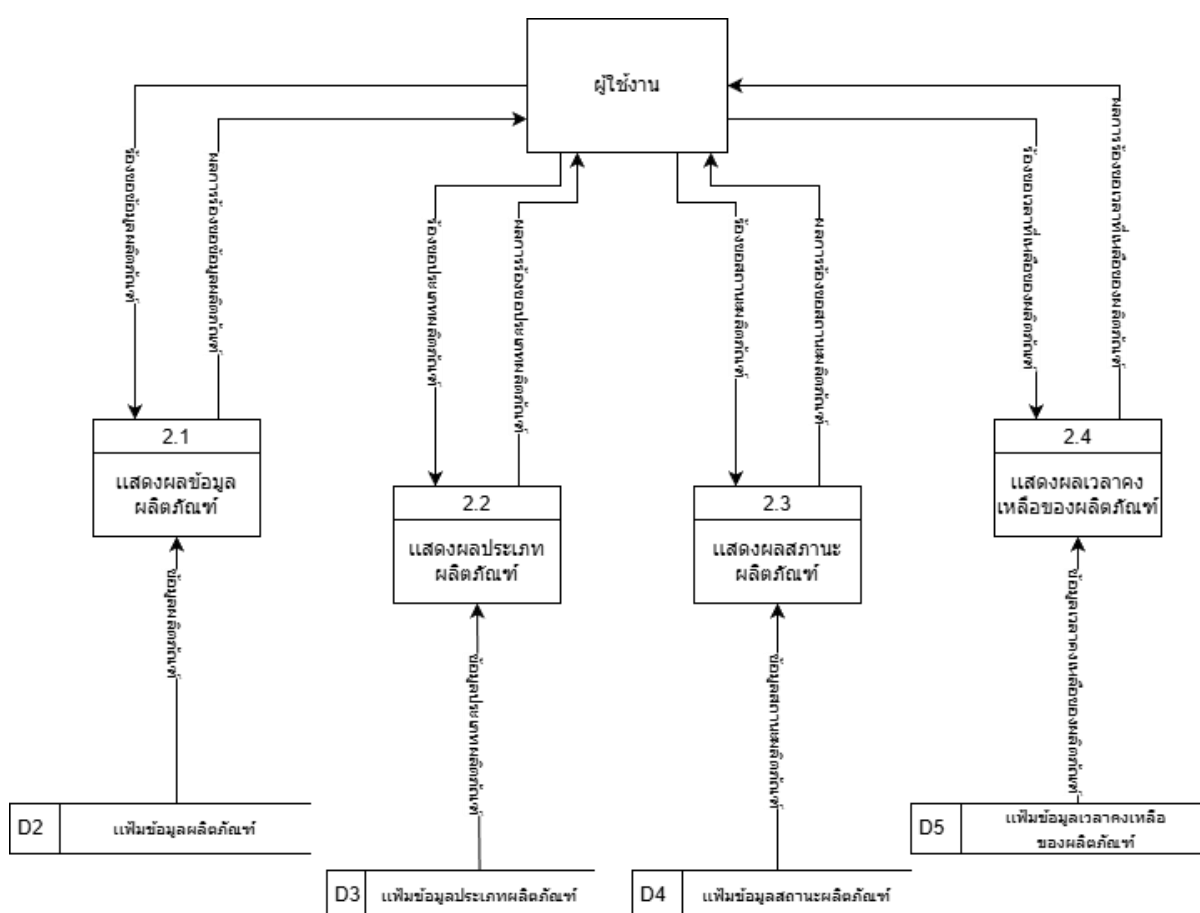 ผู้ใช้งาน
ร้องขอข้อมูลผลิตภัณฑ์
ผลการร้องขอข้อมูลผลิตภัณฑ์
ร้องขอประเภทผลิตภัณฑ์
ผลการร้องขอประเภทผลิตภัณฑ์
ร้องขอสถานะผลิตภัณฑ์
ผลการร้องขอสถานะผลิตภัณฑ์
ร้องขอเวลาที่เหลือของผลิตภัณฑ์
ผลการร้องขอเวลาที่เหลือของผลิตภัณฑ์
2.1
แสดงผลข้อมูล
ผลิตภัณฑ์
2.2
แสดงผลประเภท
ผลิตภัณฑ์
2.3
แสดงผลสภานะ
ผลิตภัณฑ์
2.4
แสดงผลเวลาคง
เหลือของผลิตภัณฑ์
ข้อมูลผลิตภัณฑ์
ข้อมูลประเภทผลิตภัณฑ์
ข้อมูลสถานะผลิตภัณฑ์
ข้อมูลเวลาคงเหลือของผลิตภัณฑ์
D2
แฟ้มข้อมูลผลิตภัณฑ์
D3
แฟ้มข้อมูลประเภทผลิตภัณฑ์
D4
แฟ้มข้อมูลสถานะผลิตภัณฑ์
D5
แฟ้มข้อมูลเวลาคงเหลือ
ของผลิตภัณฑ์